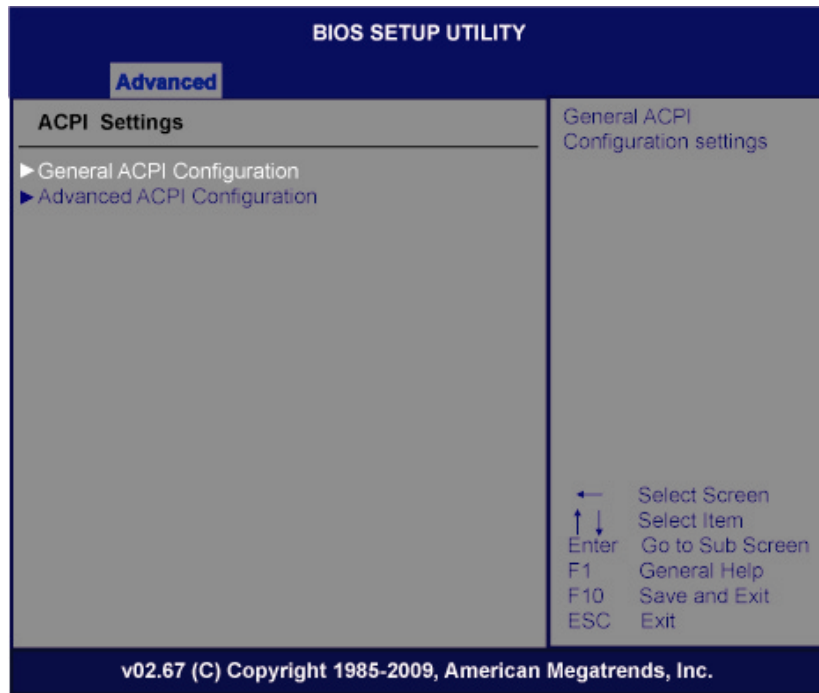 BIOS SETUP UTILITY
Advanced
ACPI Settings
▶General ACPI Configuration
▶Advanced ACPI Configuration
General ACPI
Configuration settings
← Select Screen
↑ ↓ Select Item
Enter Go to Sub Screen
F1 General Help
F10 Save and Exit
ESC Exit
v02.67 (C) Copyright 1985-2009, American Megatrends, Inc.